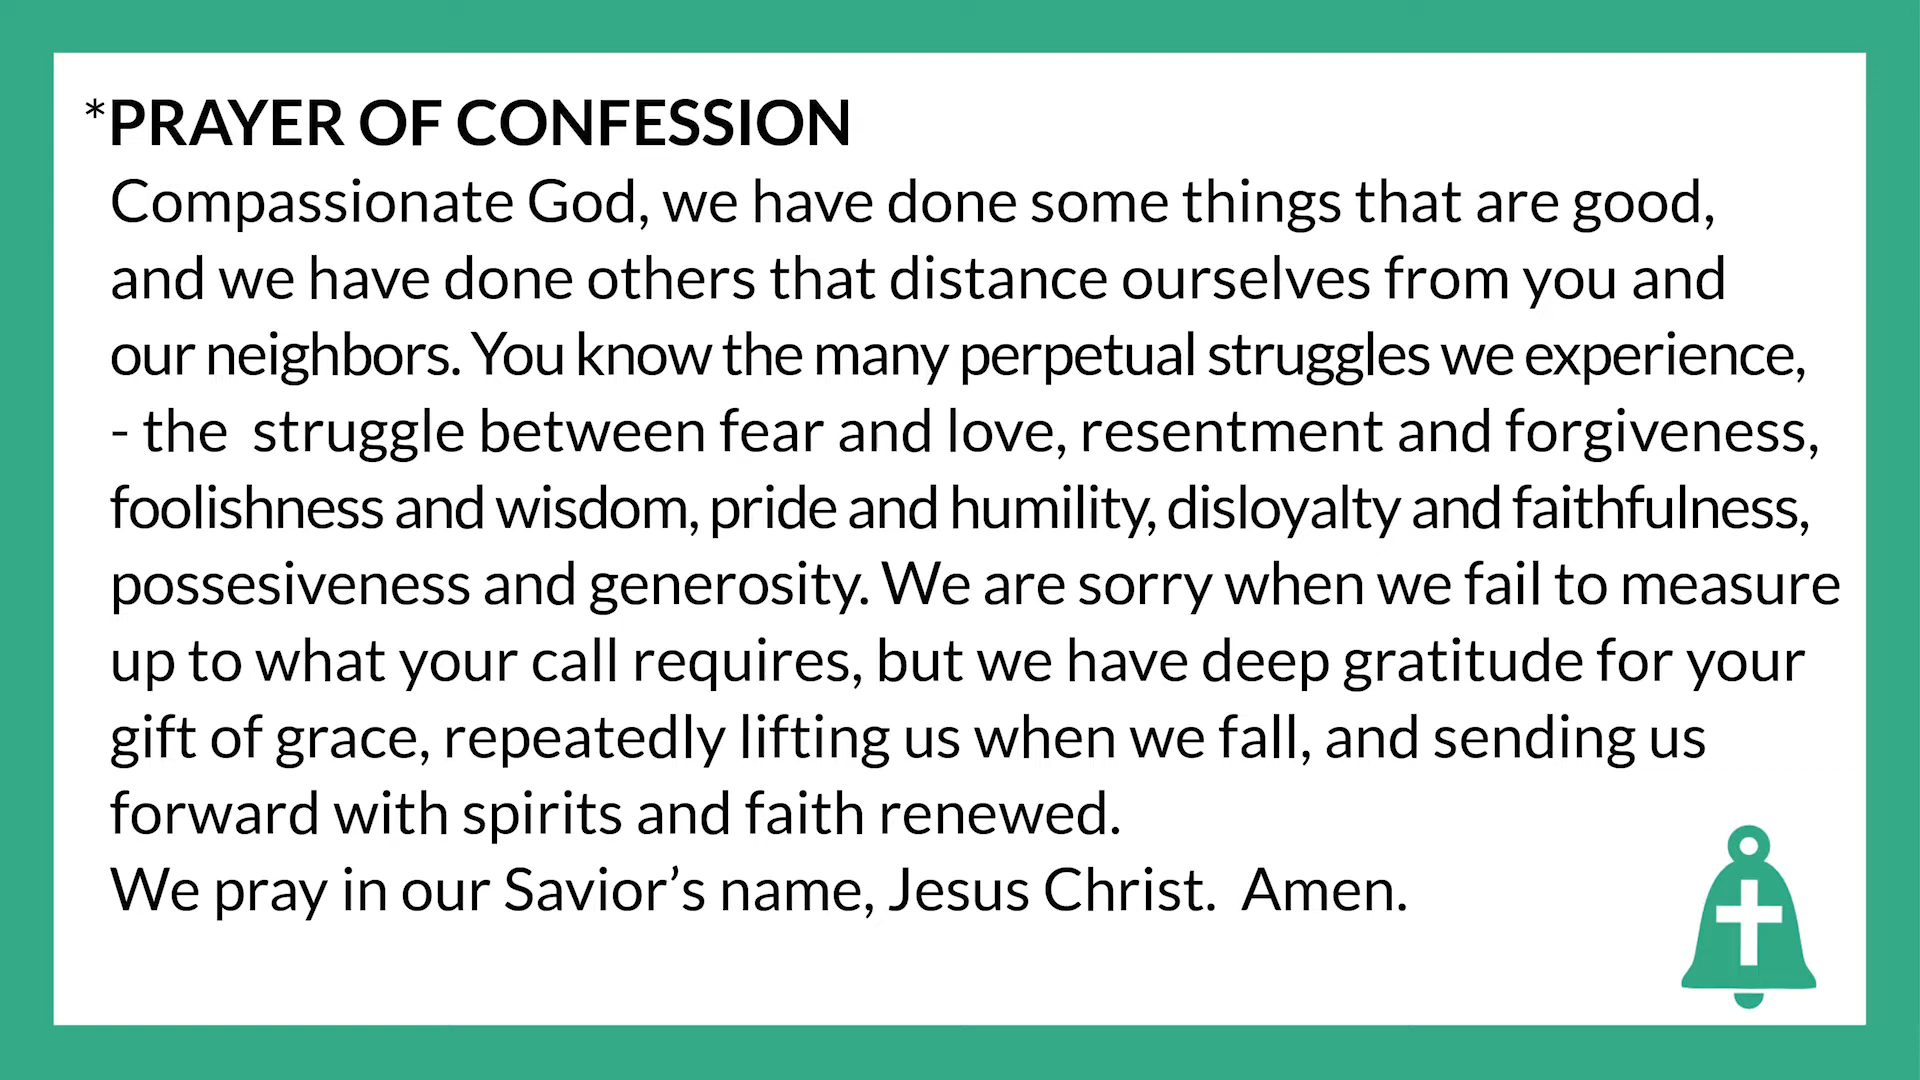 *PRAYER OF CONFESSION
Compassionate God, we have done some things that are good,
and we have done others that distance ourselves from you and
our neighbors. You know the many perpetual struggles we experience,
- the  struggle between fear and love, resentment and forgiveness,
foolishness and wisdom, pride and humility, disloyalty and faithfulness,
possesiveness and generosity. We are sorry when we fail to measure
up to what your call requires, but we have deep gratitude for your
gift of grace, repeatedly lifting us when we fall, and sending us
forward with spirits and faith renewed.
We pray in our Savior’s name, Jesus Christ.  Amen.